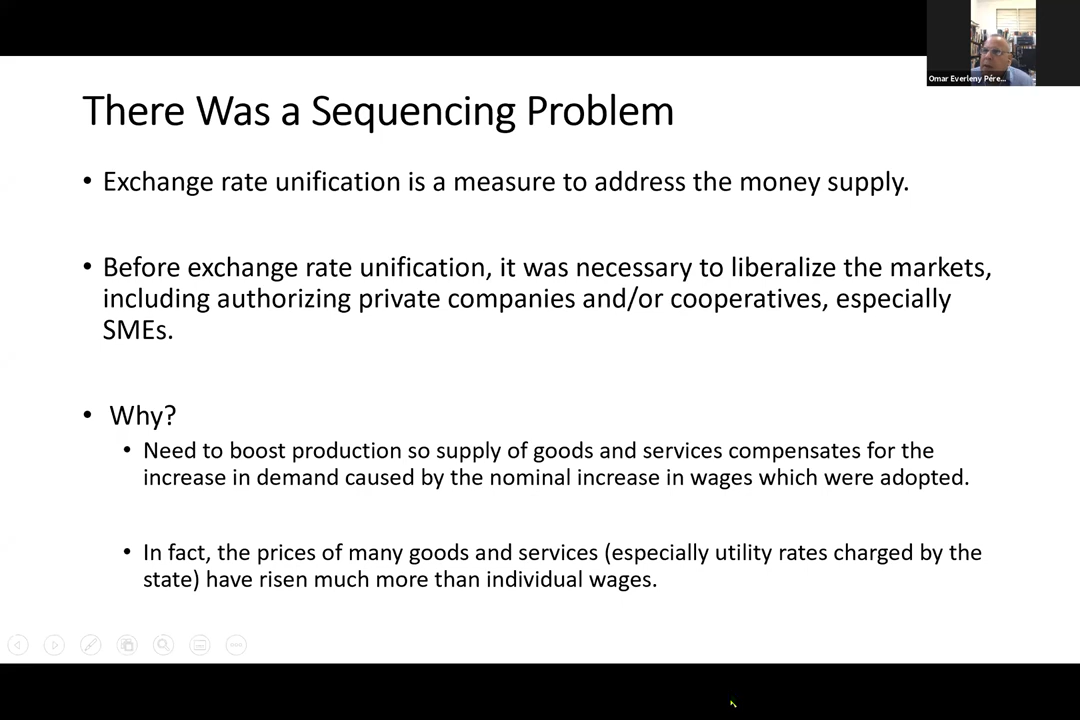 Omar Everleny Pére...
There Was a Sequencing Problem
• Exchange rate unification is a measure to address the money supply.
• Before exchange rate unification, it was necessary to liberalize the markets,
including authorizing private companies and/or cooperatives, especially
SMEs.
• Why?
• Need to boost production so supply of goods and services compensates for the
increase in demand caused by the nominal increase in wages which were adopted.
• In fact, the prices of many goods and services (especially utility rates charged by the
state) have risen much more than individual wages.